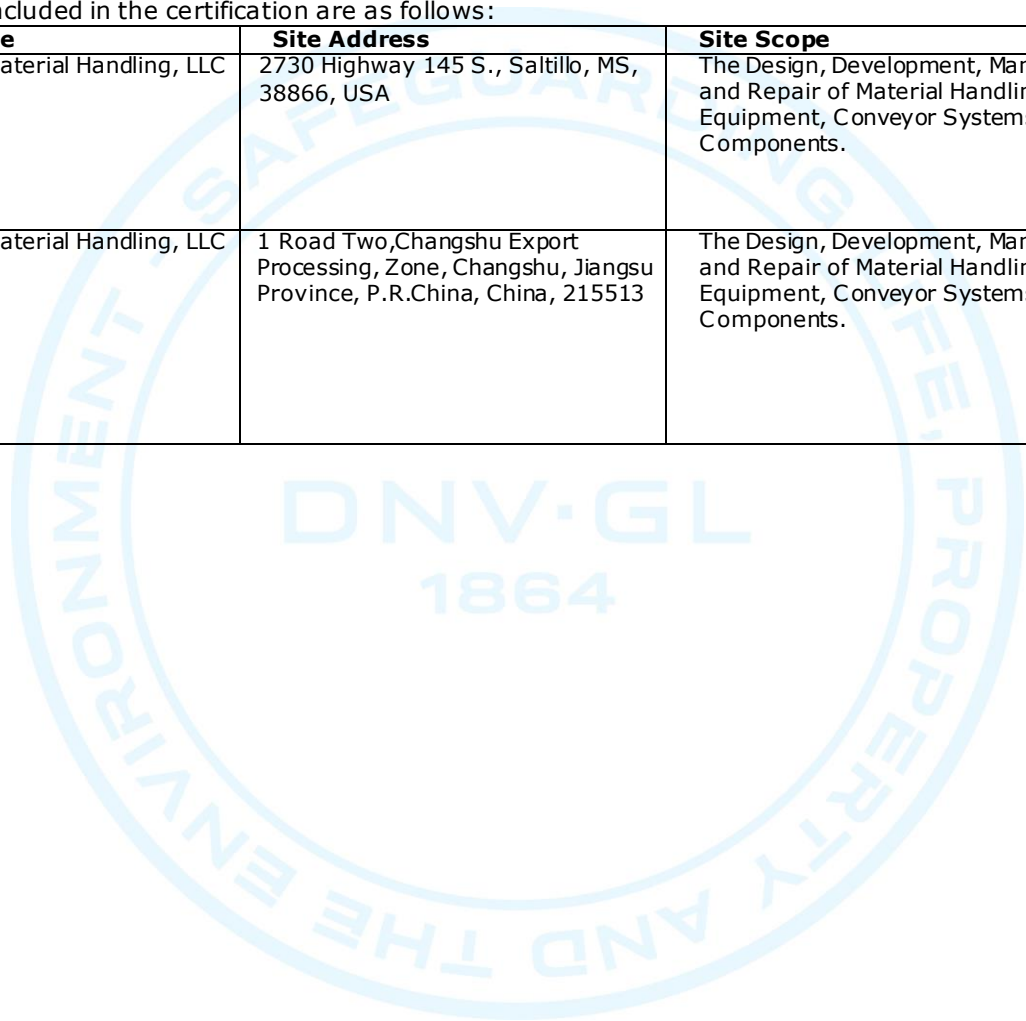 cluded in the certification are as follows:
e Site Address Site Scope
aterial Handling, LLC 2730 Highway 145 S., Saltillo, MS, The Design, Development, Mar
38866, USA and Repair of Material Handlin
Equipment, Conveyor Systems
Components.
aterial Handling, LLC 1 Road Two,Changshu Export The Design, Development, Mar
Processing, Zone, Changshu, Jiangsu and Repair of Material Handlin
Province, P.R.China, China, 215513 Equipment, Conveyor Systems
Components.
SAFEGUARDING LIFE, PROPERTY AND THE ENVIRONMENT -
DNV·GL
1864